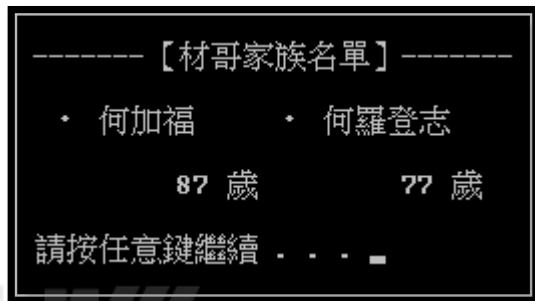 ------- 【材哥家族名單】-------
· 何加福 · 何羅登志
87 歲 77 歲
請按任意鍵繼續 . . .